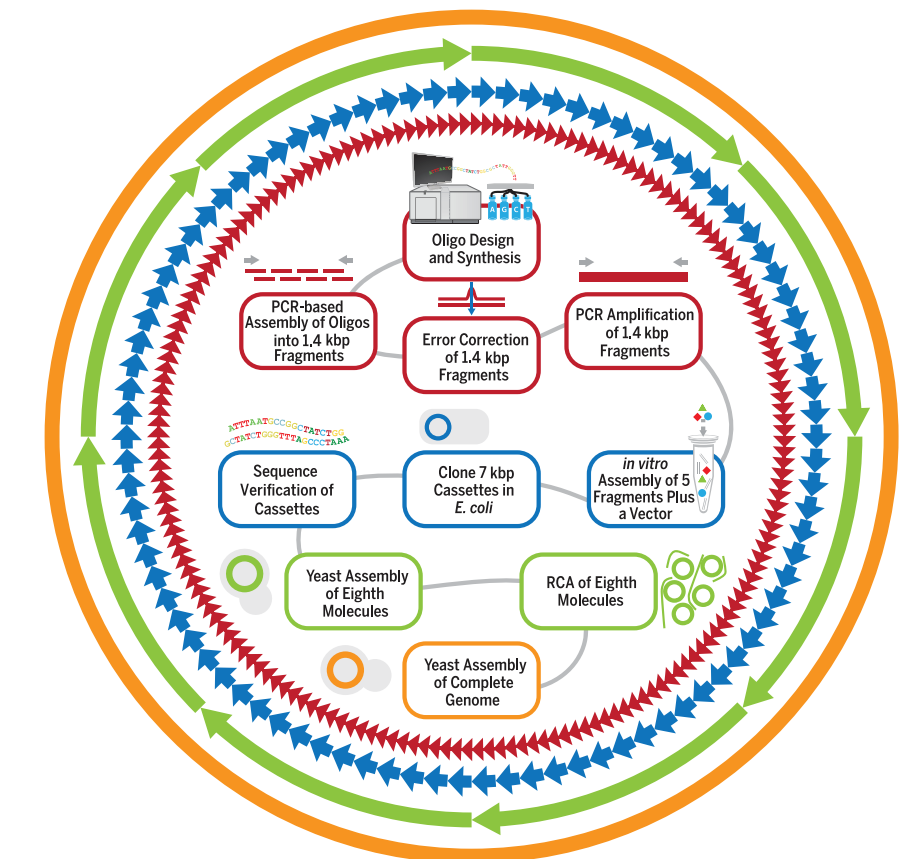 A G C T
Oligo Design
and Synthesis
PCR-based
Assembly of Oligos
into 1.4 kbp
Fragments
Error Correction
of 1.4 kbp
Fragments
PCR Amplification
of 1.4 kbp
Fragments
ATTTAATGCCGGCTATCTGG
GCTATCTGGGTTTAGCCCTAAA
Sequence
Verification of
Cassettes
Clone 7 kbp
Cassettes in
E. coli
in vitro
Assembly of 5
Fragments Plus
a Vector
Yeast Assembly
of Eighth
Molecules
RCA of Eighth
Molecules
Yeast Assembly
of Complete
Genome